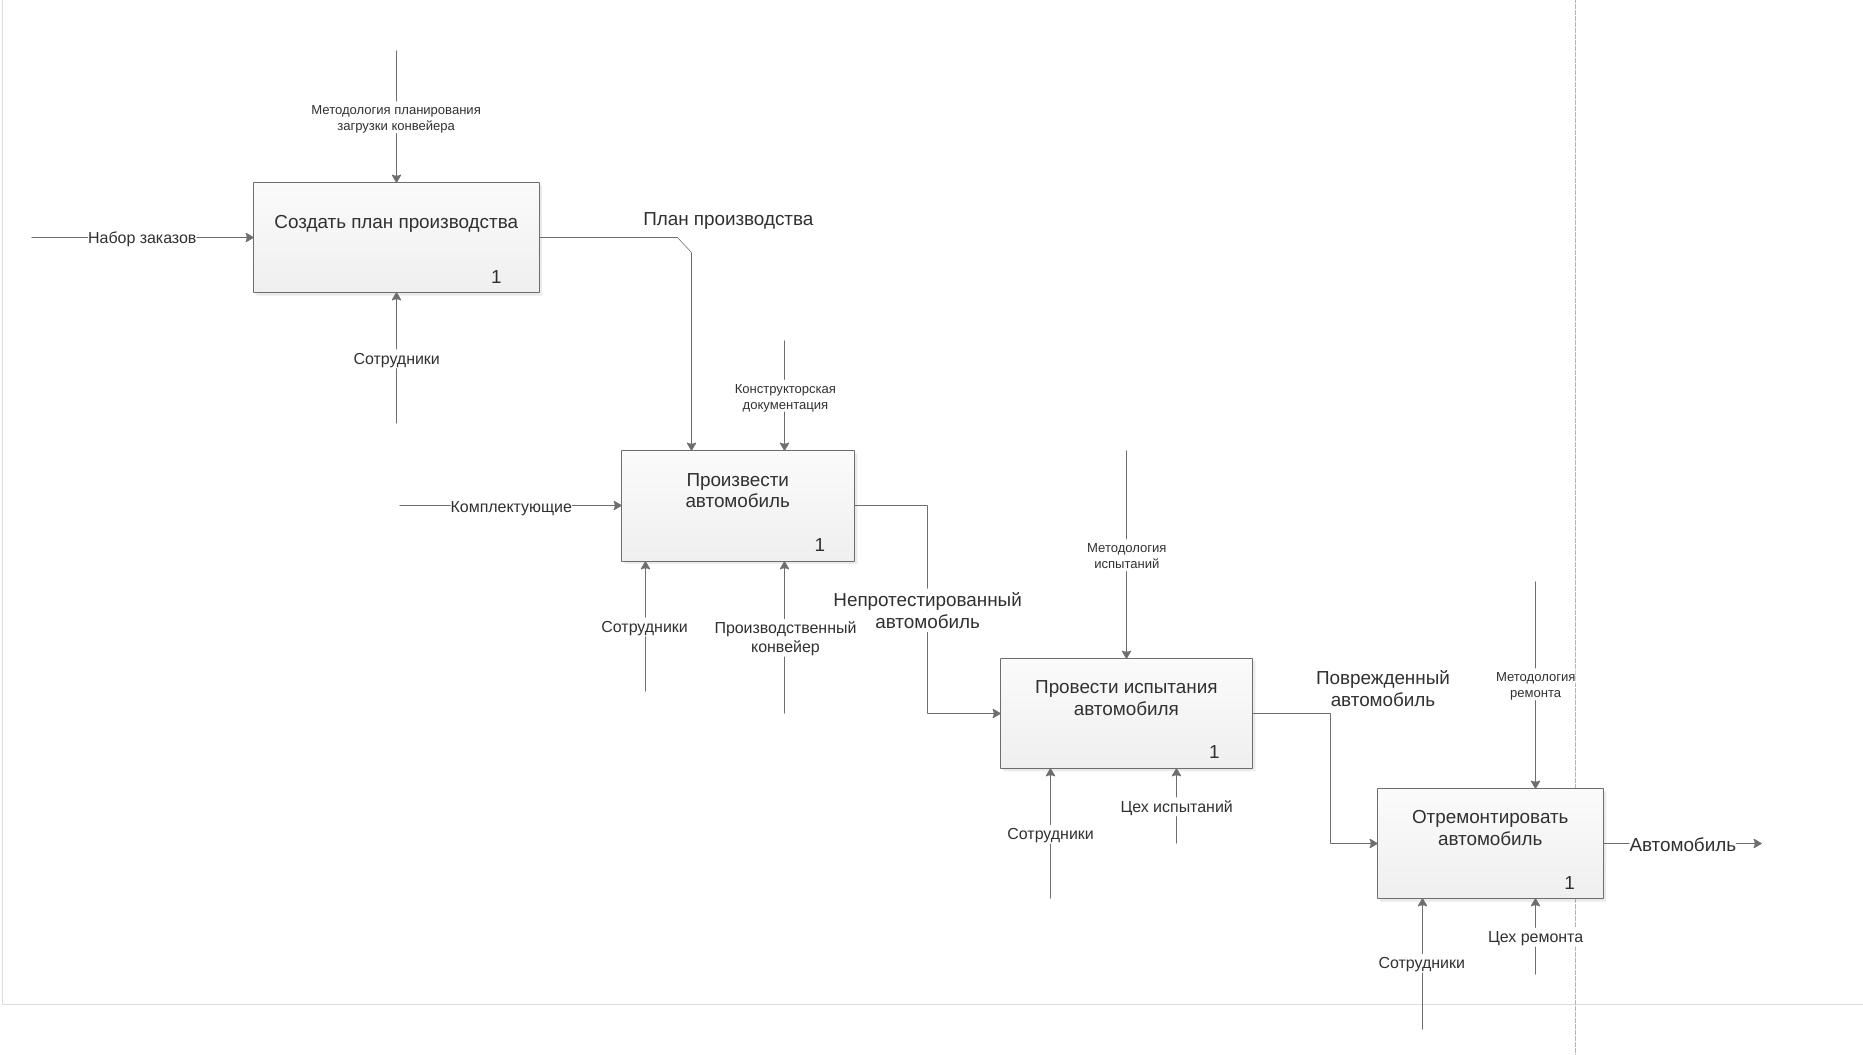 Методология планирования
загрузки конвейера
Создать план производства
План производства
Набор заказов
1
Сотрудники
Конструкторская
документация
Произвести
автомобиль
Комплектующие
1
Методология
испытаний
Непротестированный
автомобиль
Сотрудники
Производственный
конвейер
Провести испытания
автомобиля
1
Поврежденный
автомобиль
Методология
ремонта
Цех испытаний
Сотрудники
Отремонтировать
автомобиль
Автомобиль
1
Цех ремонта
Сотрудники